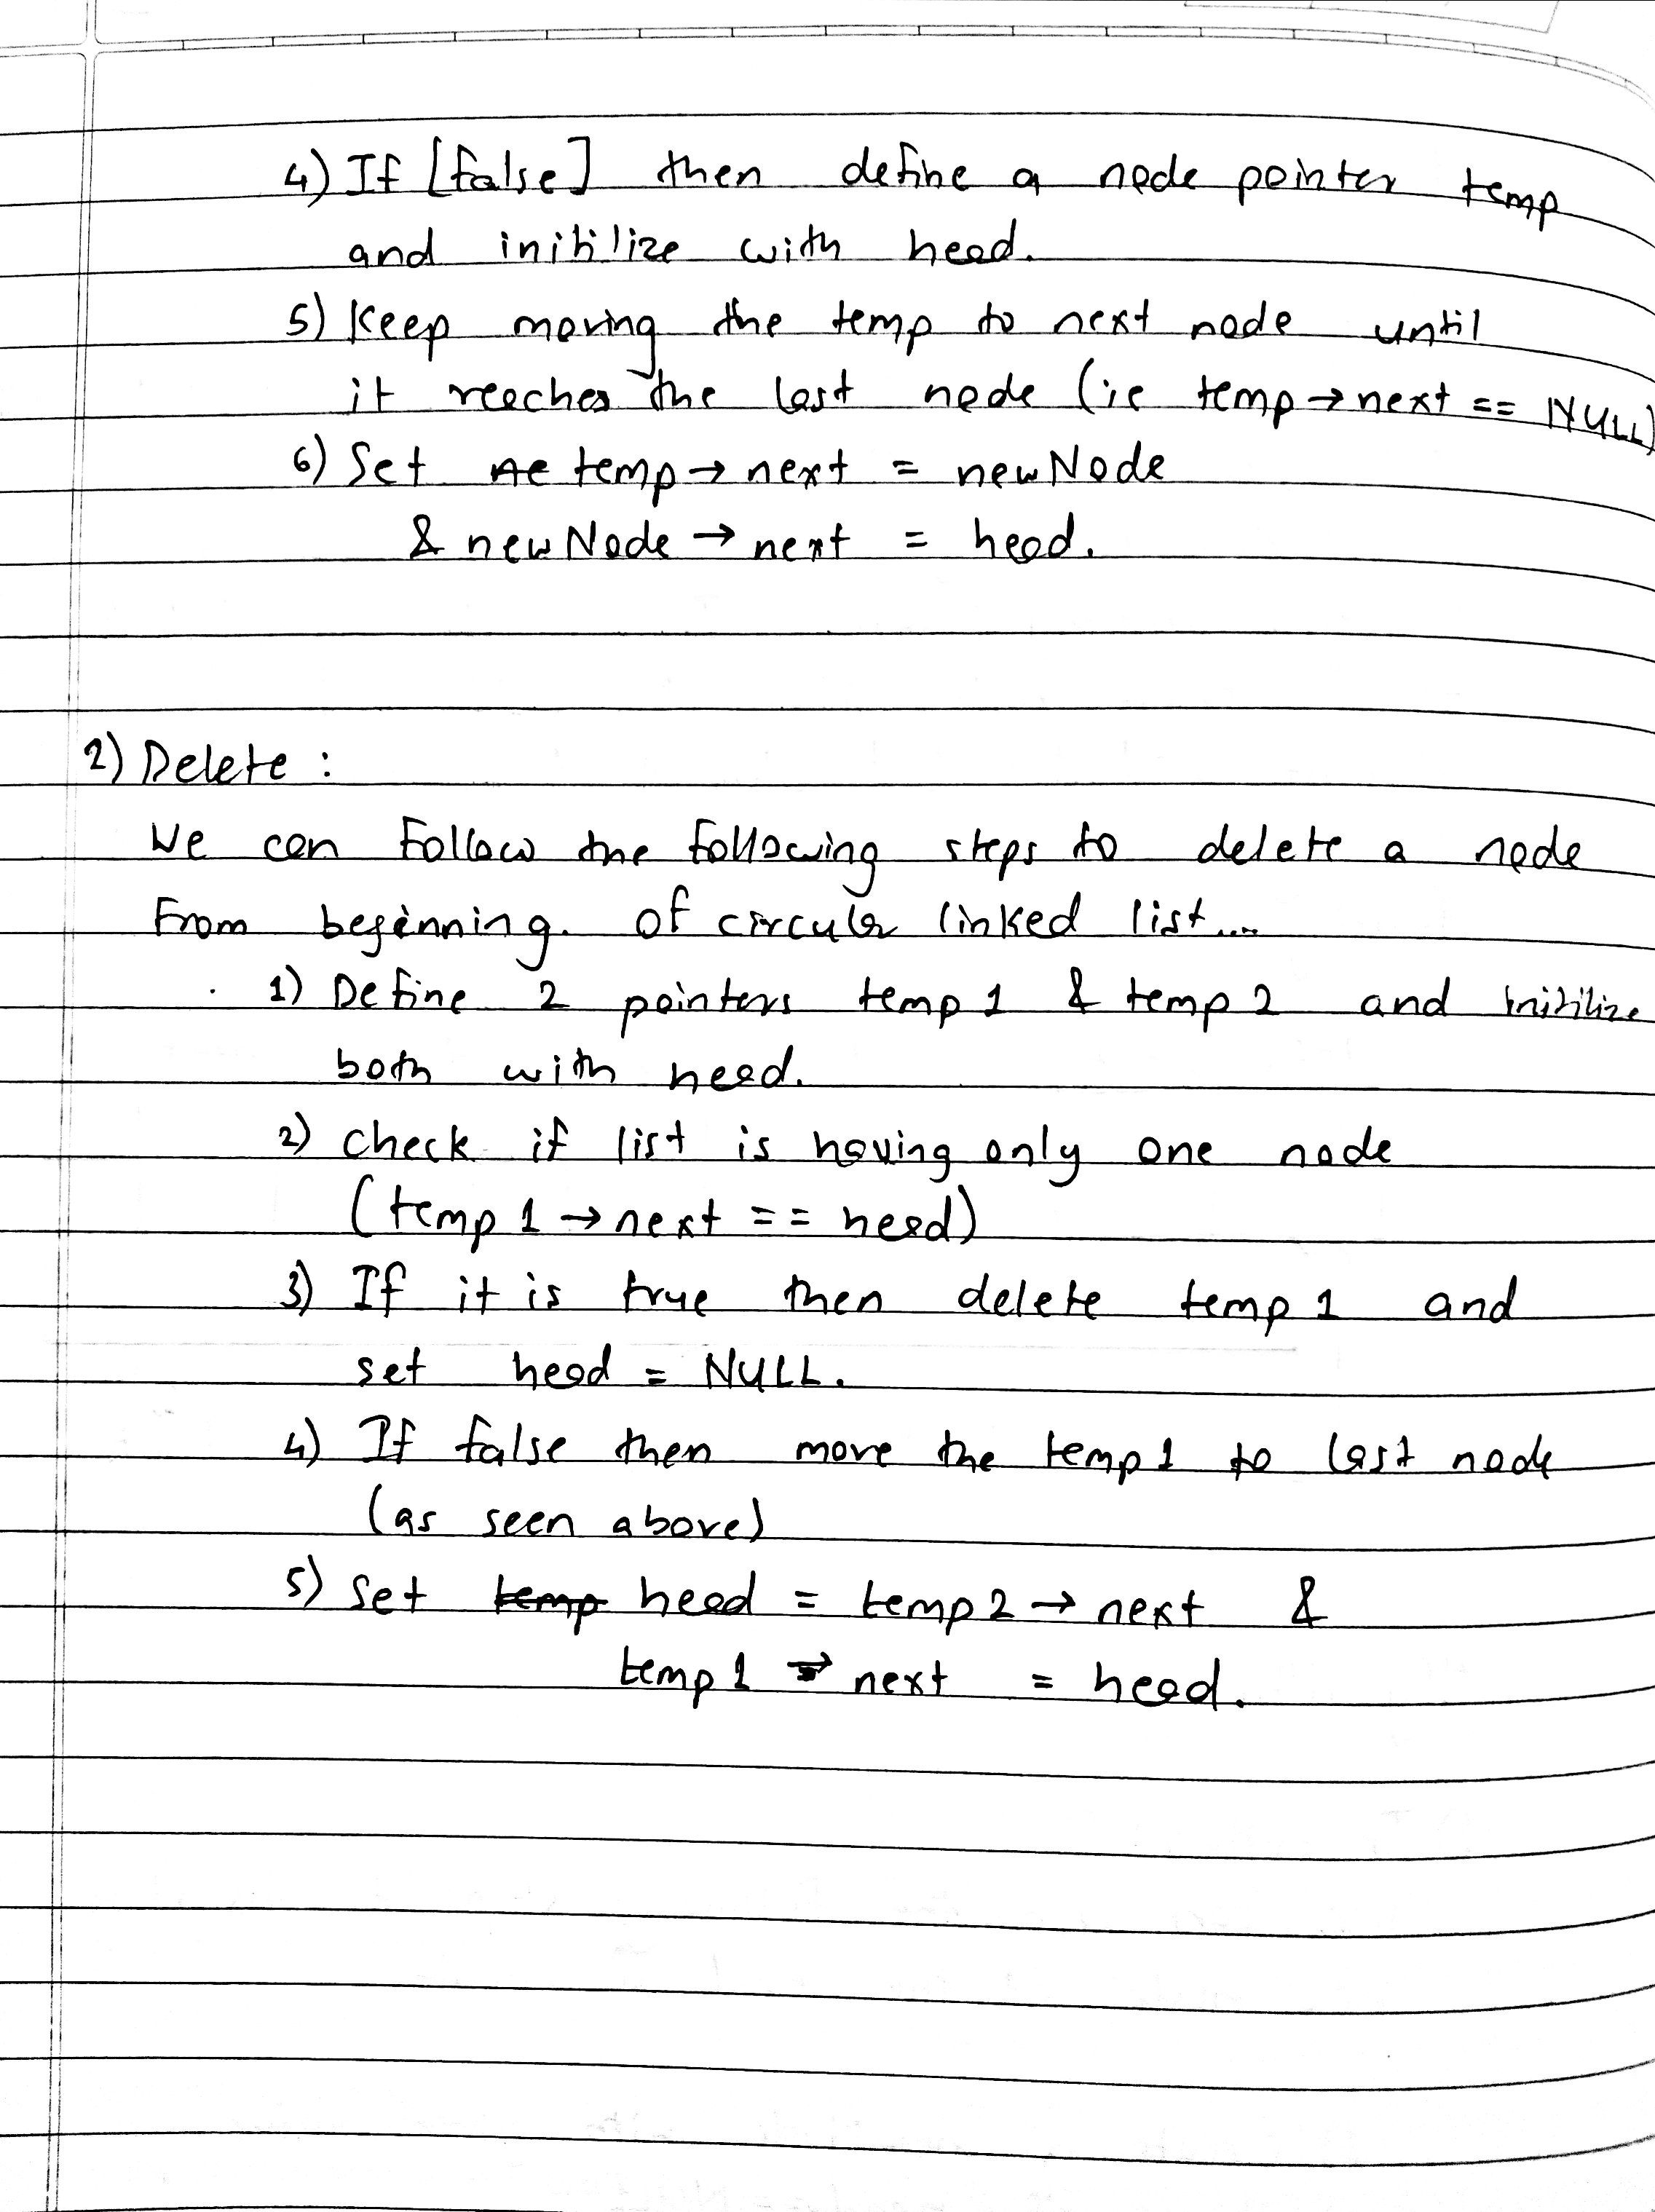 4) If [false] then define a node pointer temp
and initilize with head.
5) Keep moving the temp to next node until
it reaches the last node (ie temp → next == NULL)
6) Set temp → next = newNode
& newNode → next = head.
2) Delete :
We can follow the following steps to delete a node
From beginning. of circular linked list....
1) Define 2 pointers temp 1 & temp 2 and initilize
both with head.
2) check if list is having only one node
(temp 1 → next == head)
3) If it is true then delete temp 1 and
set head = NULL.
4) If false then move the temp 1 to last node
(as seen above)
5) Set temp head = temp 2 → next &
temp 1 → next = head.